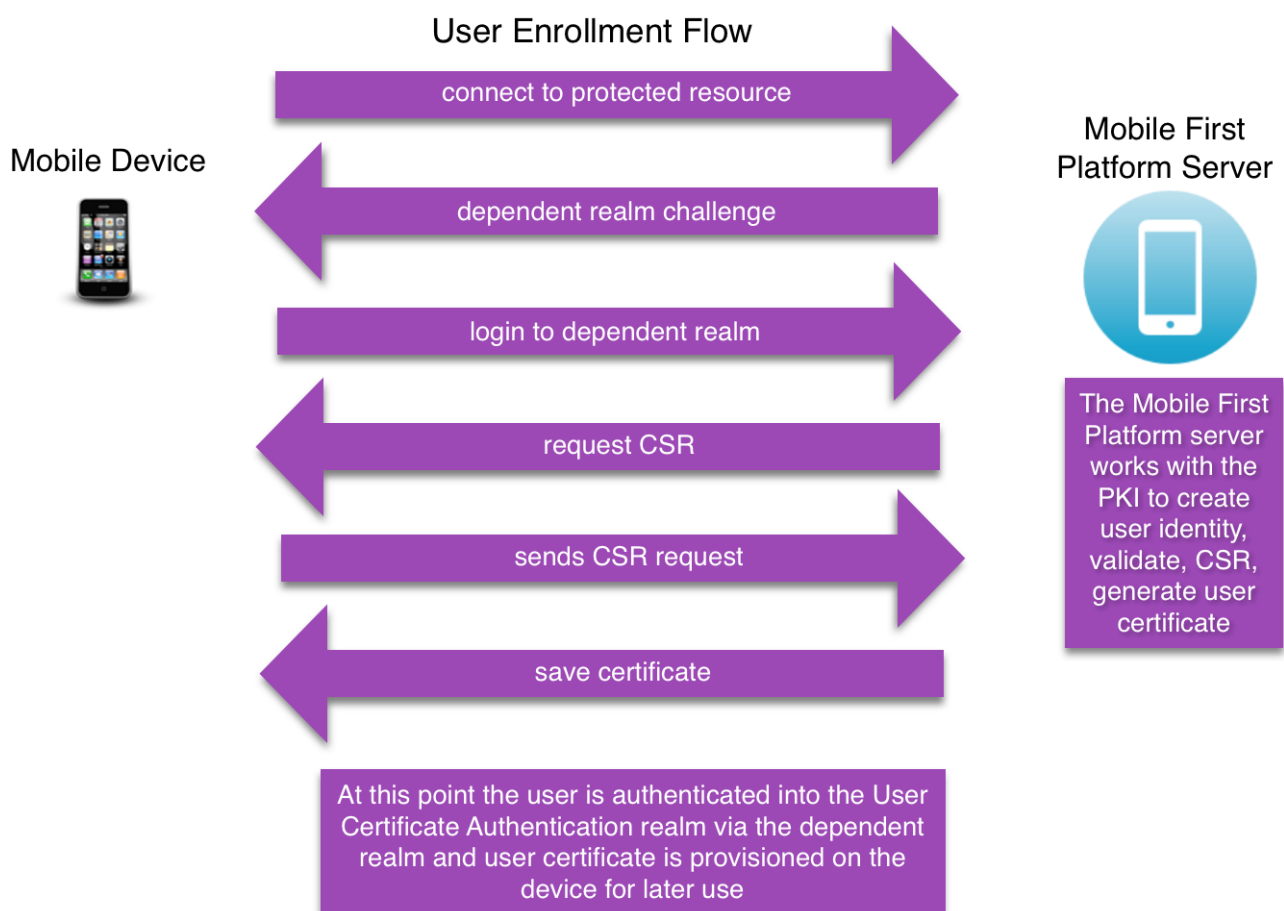 User Enrollment Flow
connect to protected resource
Mobile Device
Mobile First
Platform Server
dependent realm challenge
login to dependent realm
request CSR
sends CSR request
save certificate
The Mobile First
Platform server
works with the
PKI to create
user identity,
validate, CSR,
generate user
certificate
At this point the user is authenticated into the User
Certificate Authentication realm via the dependent
realm and user certificate is provisioned on the
device for later use